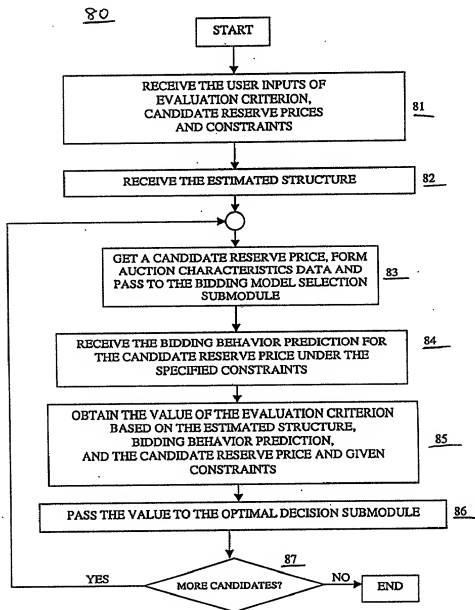 80
START
RECEIVE THE USER INPUTS OF
EVALUATION CRITERION,
CANDIDATE RESERVE PRICES
AND CONSTRAINTS
81
RECEIVE THE ESTIMATED STRUCTURE
82
GET A CANDIDATE RESERVE PRICE, FORM
AUCTION CHARACTERISTICS DATA AND
PASS TO THE BIDDING MODEL SELECTION
SUBMODULE
83
RECEIVE THE BIDDING BEHAVIOR PREDICTION FOR
THE CANDIDATE RESERVE PRICE UNDER THE
SPECIFIED CONSTRAINTS
84
OBTAIN THE VALUE OF THE EVALUATION CRITERION
BASED ON THE ESTIMATED STRUCTURE,
BIDDING BEHAVIOR PREDICTION,
AND THE CANDIDATE RESERVE PRICE AND GIVEN
CONSTRAINTS
85
PASS THE VALUE TO THE OPTIMAL DECISION SUBMODULE
86
87
YES
MORE CANDIDATES?
NO
END